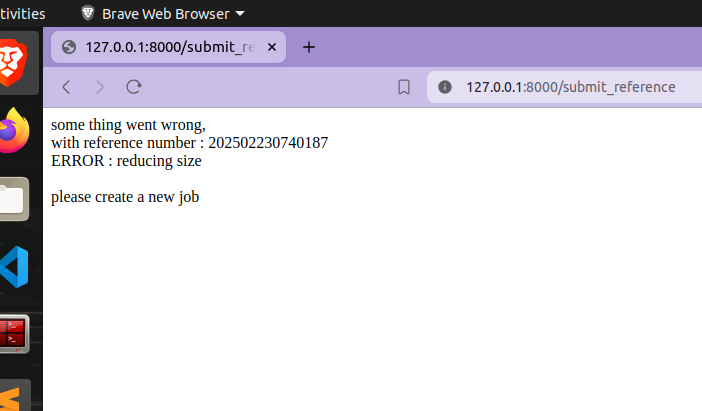 tivities Brave Web Browser
127.0.0.1:8000/submit_re
127.0.0.1:8000/submit_reference
some thing went wrong,
with reference number : 202502230740187
ERROR : reducing size
please create a new job